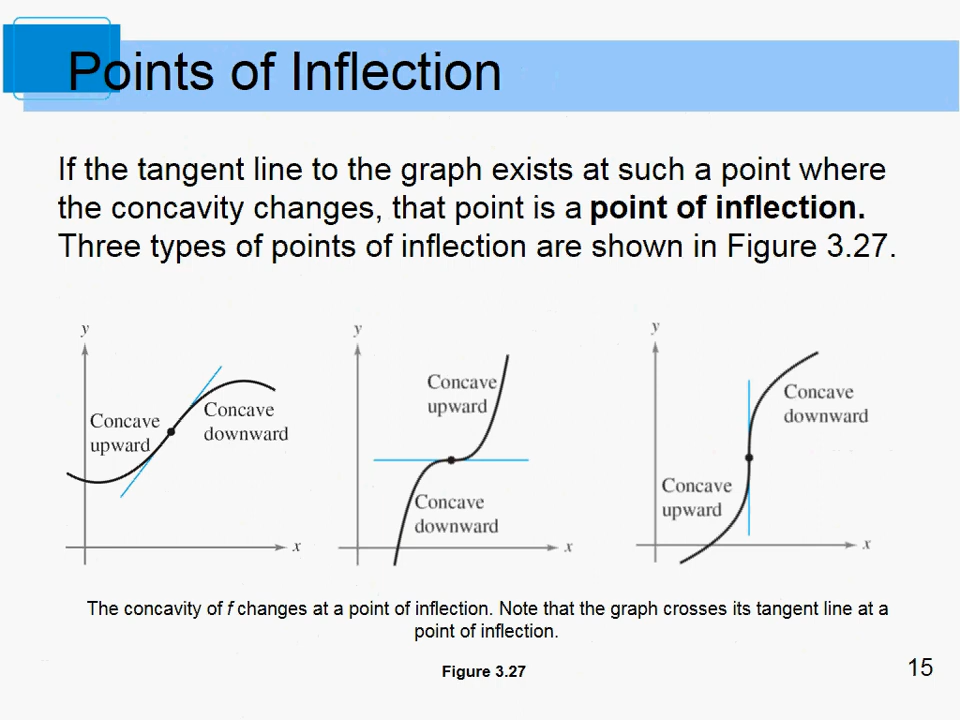 Points of Inflection
If the tangent line to the graph exists at such a point where
the concavity changes, that point is a point of inflection.
Three types of points of inflection are shown in Figure 3.27.
y
Concave
upward
Concave
downward
x
y
Concave
upward
Concave
downward
x
y
Concave
downward
Concave
upward
x
The concavity of f changes at a point of inflection. Note that the graph crosses its tangent line at a
point of inflection.
Figure 3.27
15